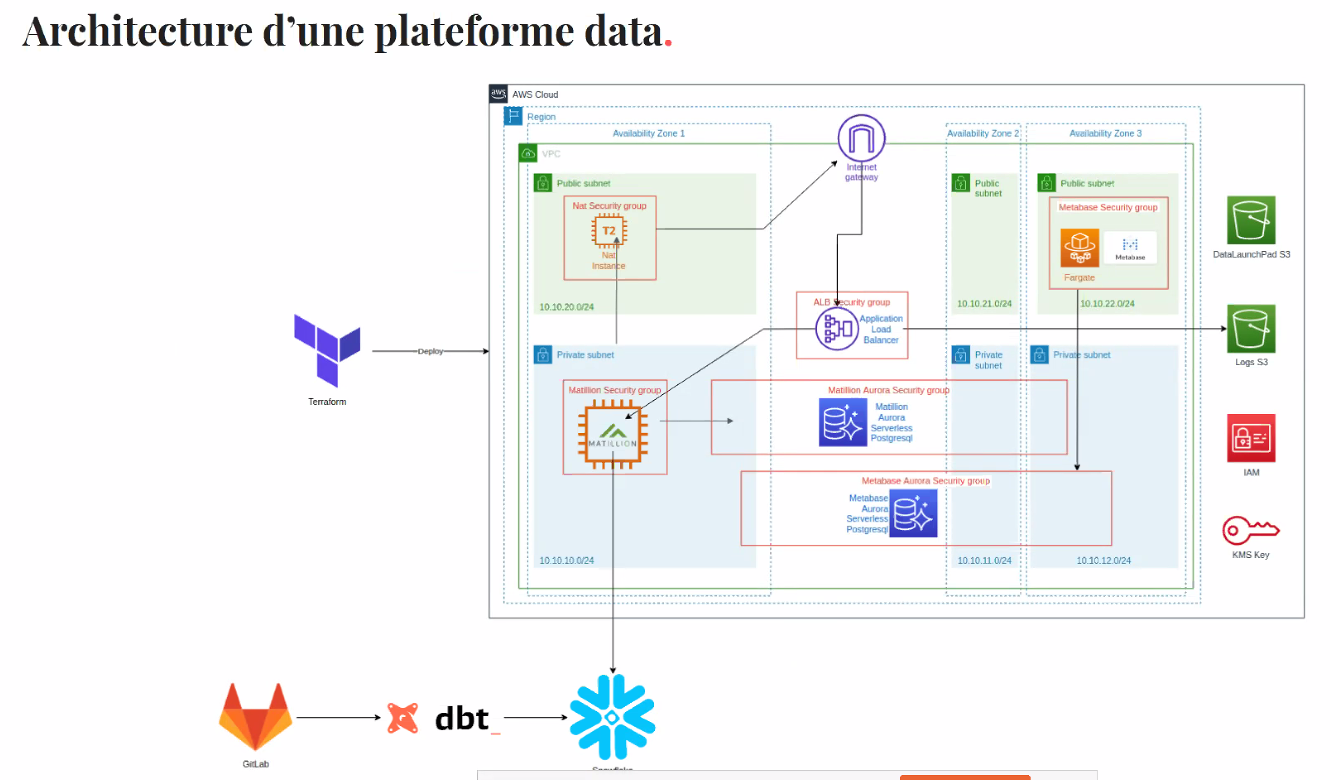 Architecture d’une plateforme data.
aws
AWS Cloud
Region
Availability Zone 1
Availability Zone 2
Availability Zone 3
VPC
Internet
gateway
Public subnet
Nat Security group
T2
Nat
Instance
10.10.20.0/24
Public
subnet
10.10.21.0/24
Public subnet
Metabase Security group
Fargate
Metabase
10.10.22.0/24
ALB Security group
Application
Load
Balancer
Private subnet
Matillion Security group
MATILLION
10.10.10.0/24
Private
subnet
10.10.11.0/24
Private subnet
10.10.12.0/24
Matillion Aurora Security group
Matillion
Aurora
Serverless
Postgresql
Metabase Aurora Security group
Metabase
Aurora
Serverless
Postgresql
DataLaunchPad S3
Logs S3
IAM
KMS Key
Terraform
Deploy
GitLab
dbt_